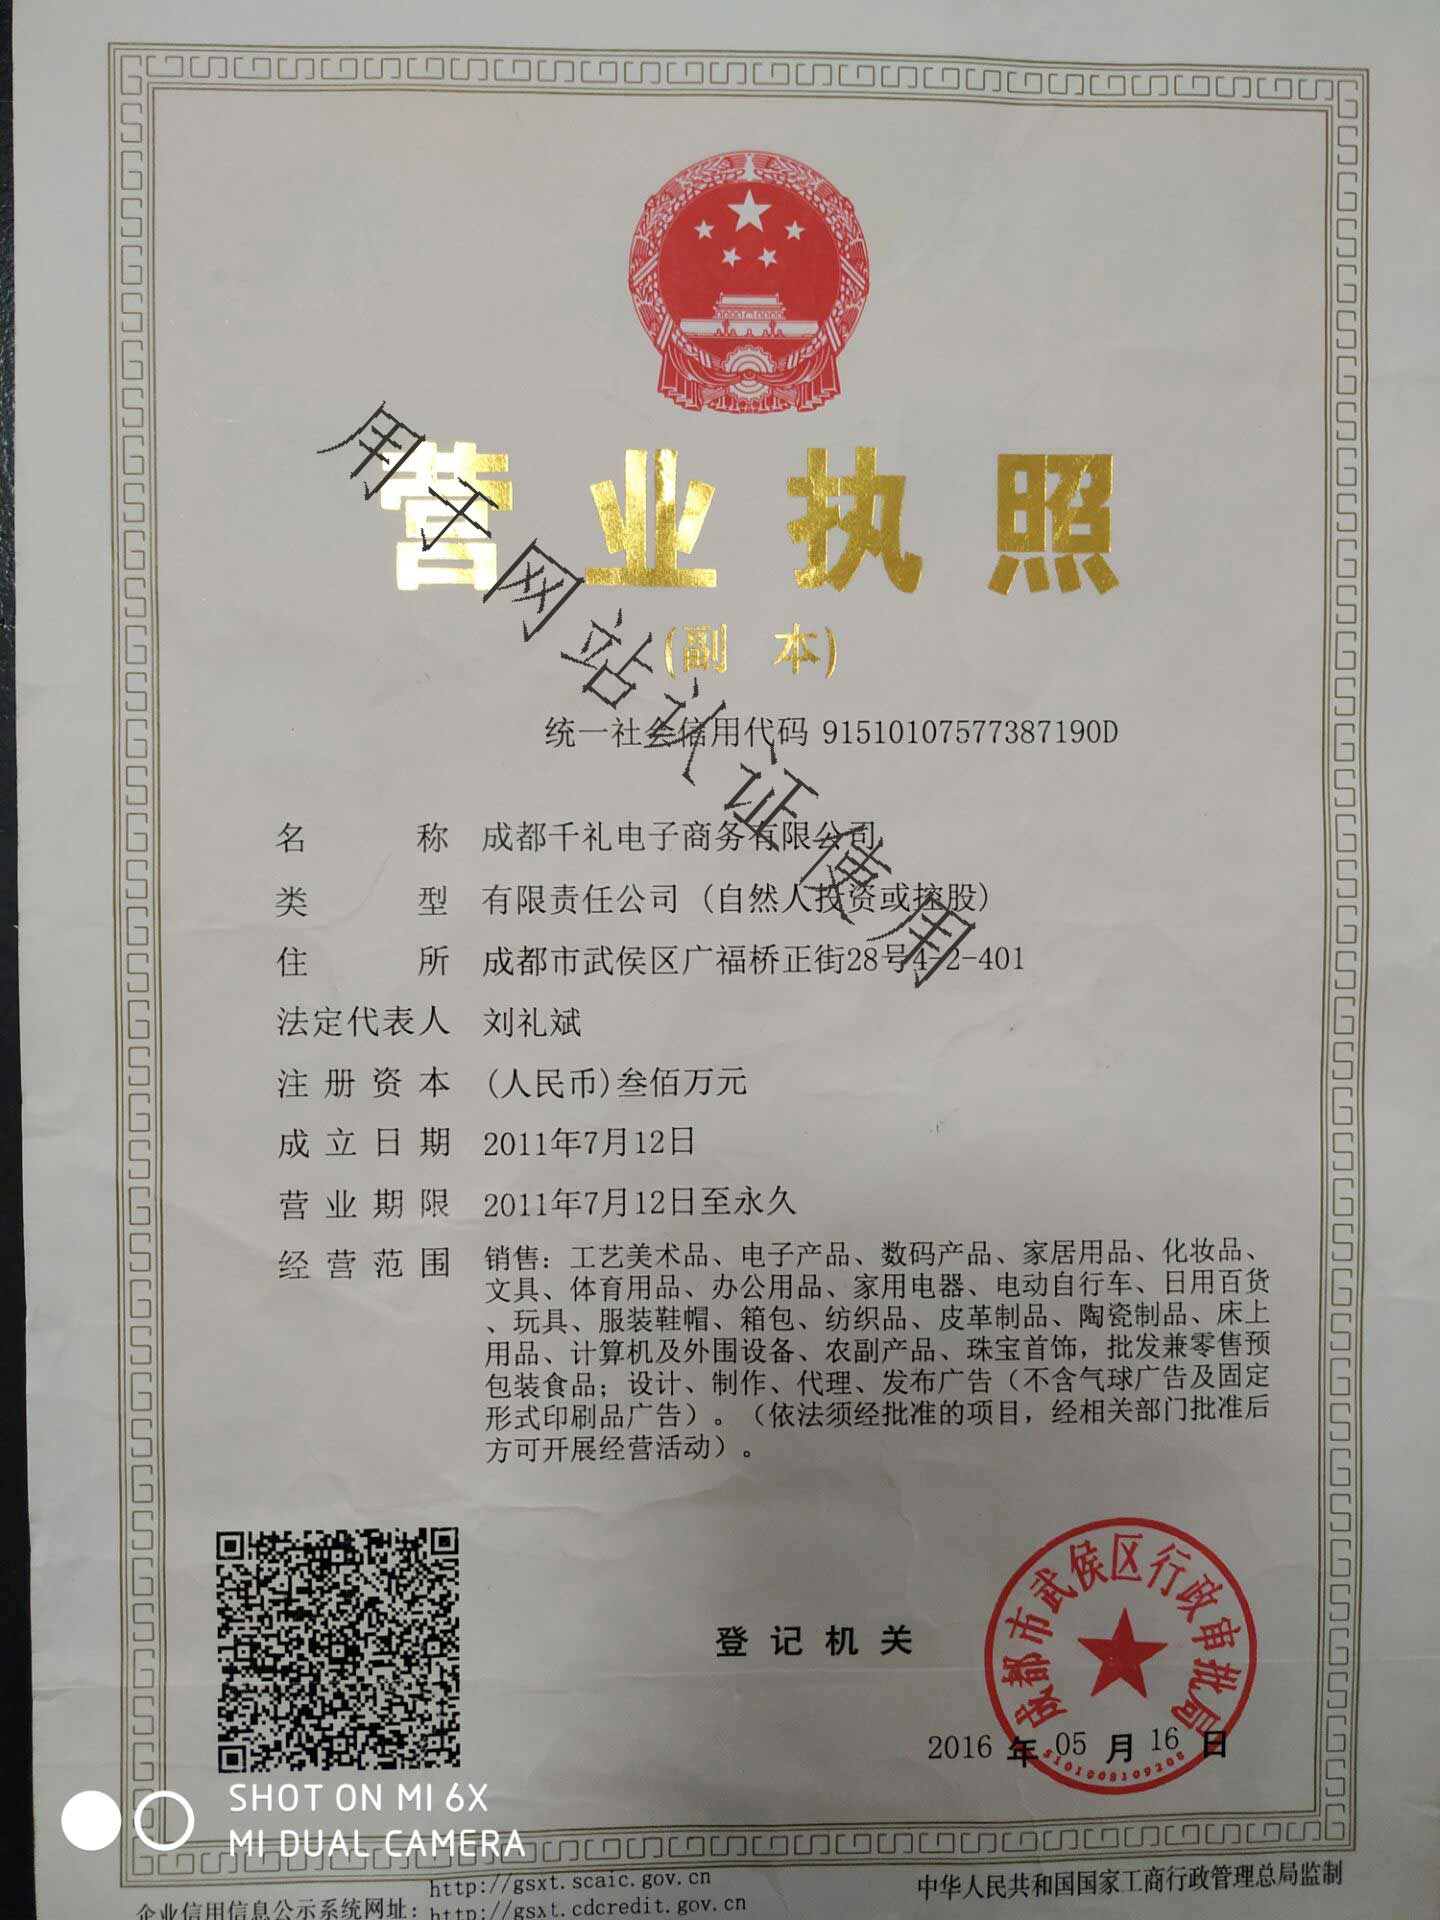 营业执照
(副 本)
统一社会信用代码 91510107577387190D
名 称 成都千礼电子商务有限公司
类 型 有限责任公司（自然人投资或控股）
住 所 成都市武侯区广福桥正街28号4-2-401
法定代表人 刘礼斌
注册资本 (人民币)叁佰万元
成立日期 2011年7月12日
营业期限 2011年7月12日至永久
经营范围 销售：工艺美术品、电子产品、数码产品、家居用品、化妆品、
文具、体育用品、办公用品、家用电器、电动自行车、日用百货
、玩具、服装鞋帽、箱包、纺织品、皮革制品、陶瓷制品、床上
用品、计算机及外围设备、农副产品、珠宝首饰，批发兼零售预
包装食品；设计、制作、代理、发布广告（不含气球广告及固定
形式印刷品广告）。（依法须经批准的项目，经相关部门批准后
方可开展经营活动）。
用于网站认证使用
登记机关
成都市武侯区行政审批局
5101008109208
2016 年 05 月 16 日
SHOT ON MI 6X
MI DUAL CAMERA
企业信用信息公示系统网址：
http://gsxt.scaic.gov.cn
http://gsxt.cdcredit.gov.cn
中华人民共和国国家工商行政管理总局监制